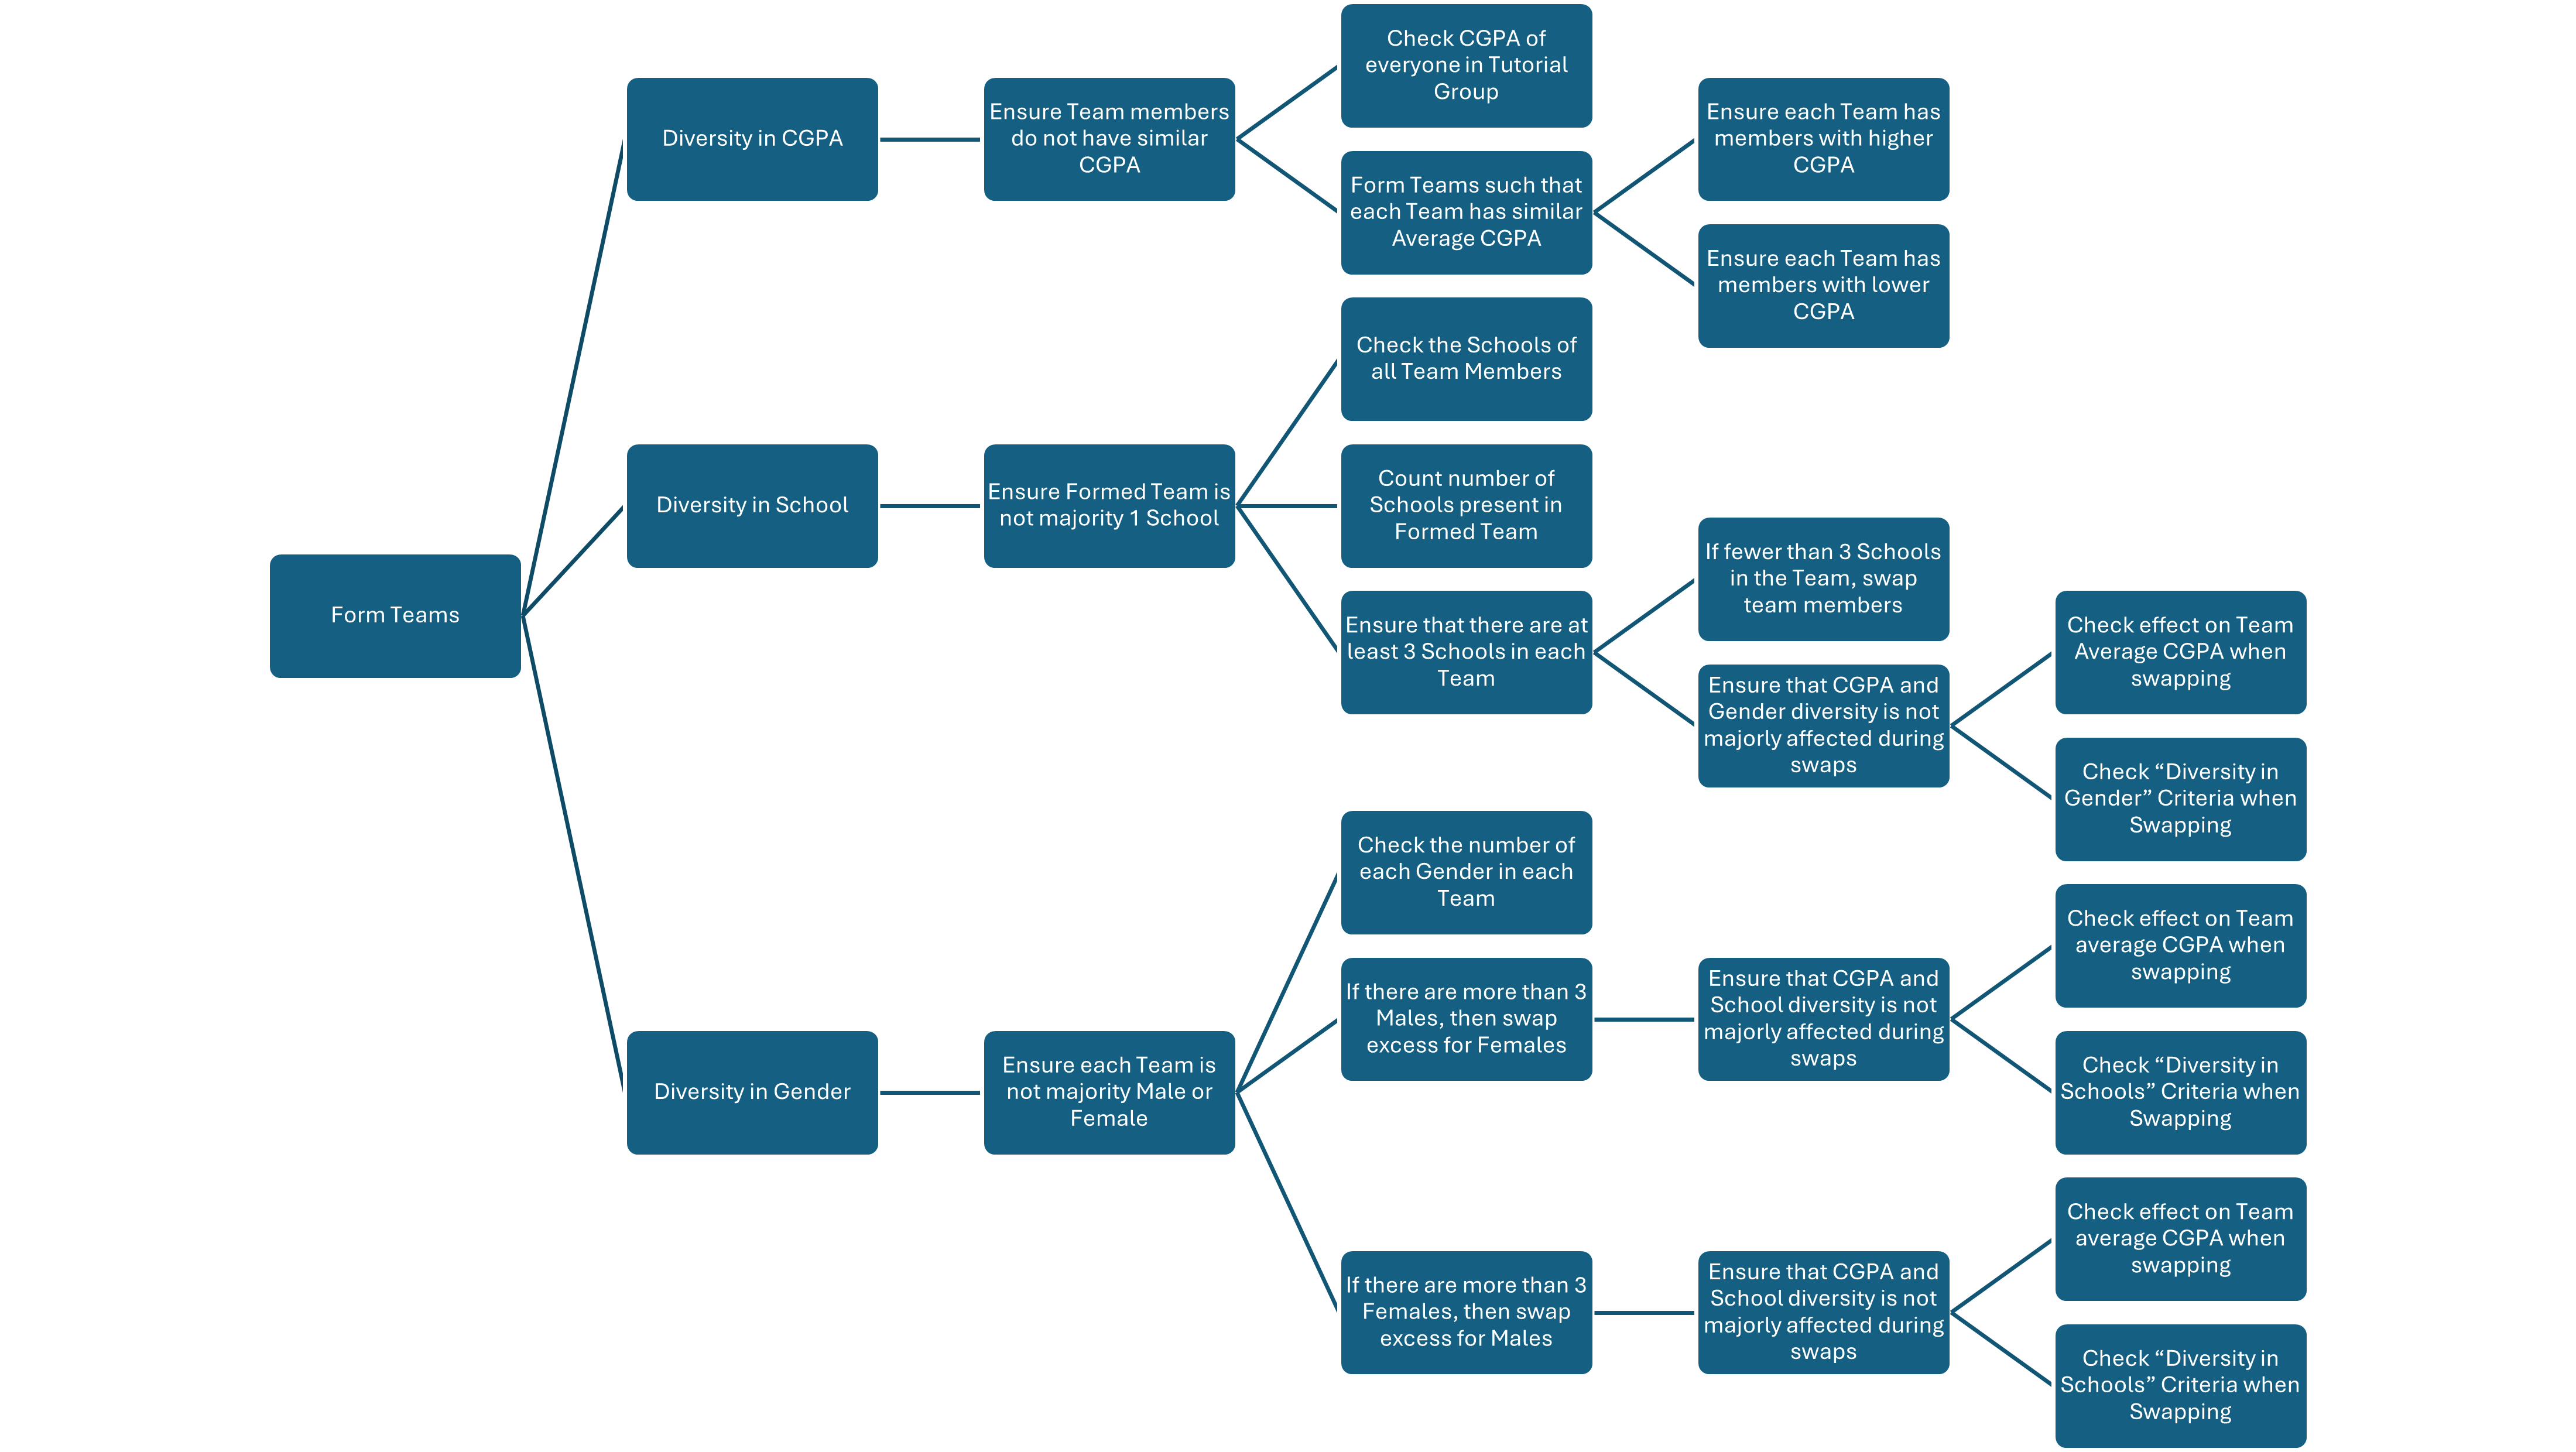 Form Teams
Diversity in CGPA
Ensure Team members
do not have similar
CGPA
Check CGPA of
everyone in Tutorial
Group
Form Teams such that
each Team has similar
Average CGPA
Ensure each Team has
members with higher
CGPA
Ensure each Team has
members with lower
CGPA
Diversity in School
Ensure Formed Team is
not majority 1 School
Check the Schools of
all Team Members
Count number of
Schools present in
Formed Team
Ensure that there are at
least 3 Schools in each
Team
If fewer than 3 Schools
in the Team, swap
team members
Ensure that CGPA and
Gender diversity is not
majorly affected during
swaps
Check effect on Team
Average CGPA when
swapping
Check “Diversity in
Gender” Criteria when
Swapping
Diversity in Gender
Ensure each Team is
not majority Male or
Female
Check the number of
each Gender in each
Team
If there are more than 3
Males, then swap
excess for Females
Ensure that CGPA and
School diversity is not
majorly affected during
swaps
Check effect on Team
average CGPA when
swapping
Check “Diversity in
Schools” Criteria when
Swapping
If there are more than 3
Females, then swap
excess for Males
Ensure that CGPA and
School diversity is not
majorly affected during
swaps
Check effect on Team
average CGPA when
swapping
Check “Diversity in
Schools” Criteria when
Swapping